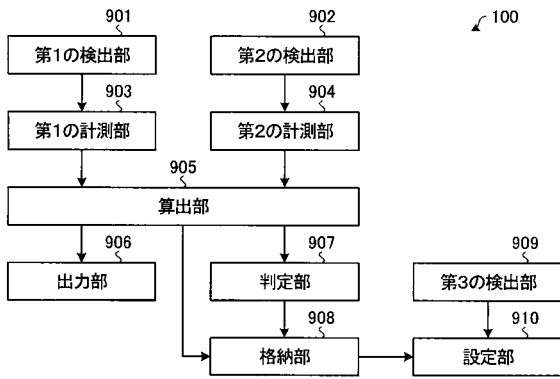 901
902
100
第1の検出部
第2の検出部
903
904
第1の計測部
第2の計測部
905
算出部
906
907
909
出力部
判定部
第3の検出部
908
910
格納部
設定部